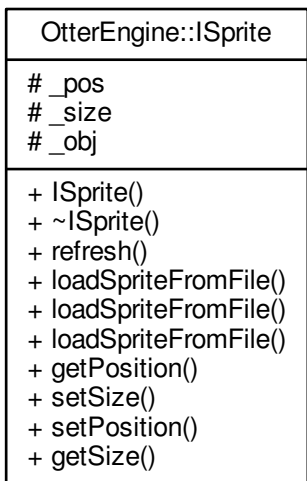 OtterEngine::ISprite
# _pos
# _size
# _obj
+ ISprite()
+ ~ISprite()
+ refresh()
+ loadSpriteFromFile()
+ loadSpriteFromFile()
+ loadSpriteFromFile()
+ getPosition()
+ setSize()
+ setPosition()
+ getSize()